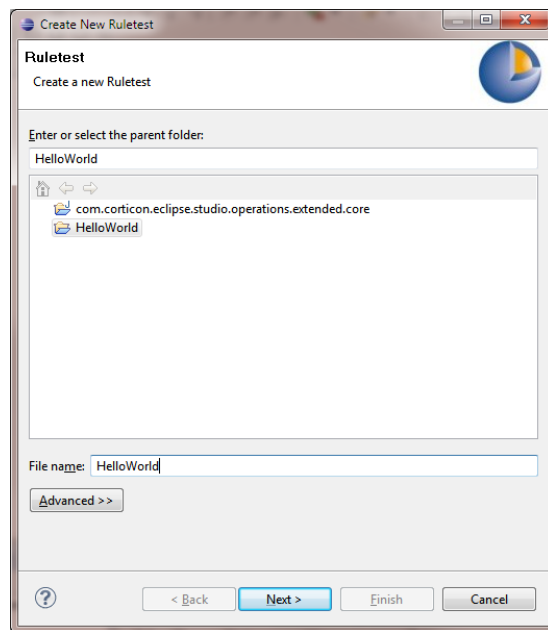 Create New Ruletest
Ruletest
Create a new Ruletest
Enter or select the parent folder:
HelloWorld
com.corticon.eclipse.studio.operations.extended.core
HelloWorld
File name: HelloWorld
Advanced >>
? < Back Next > Finish Cancel